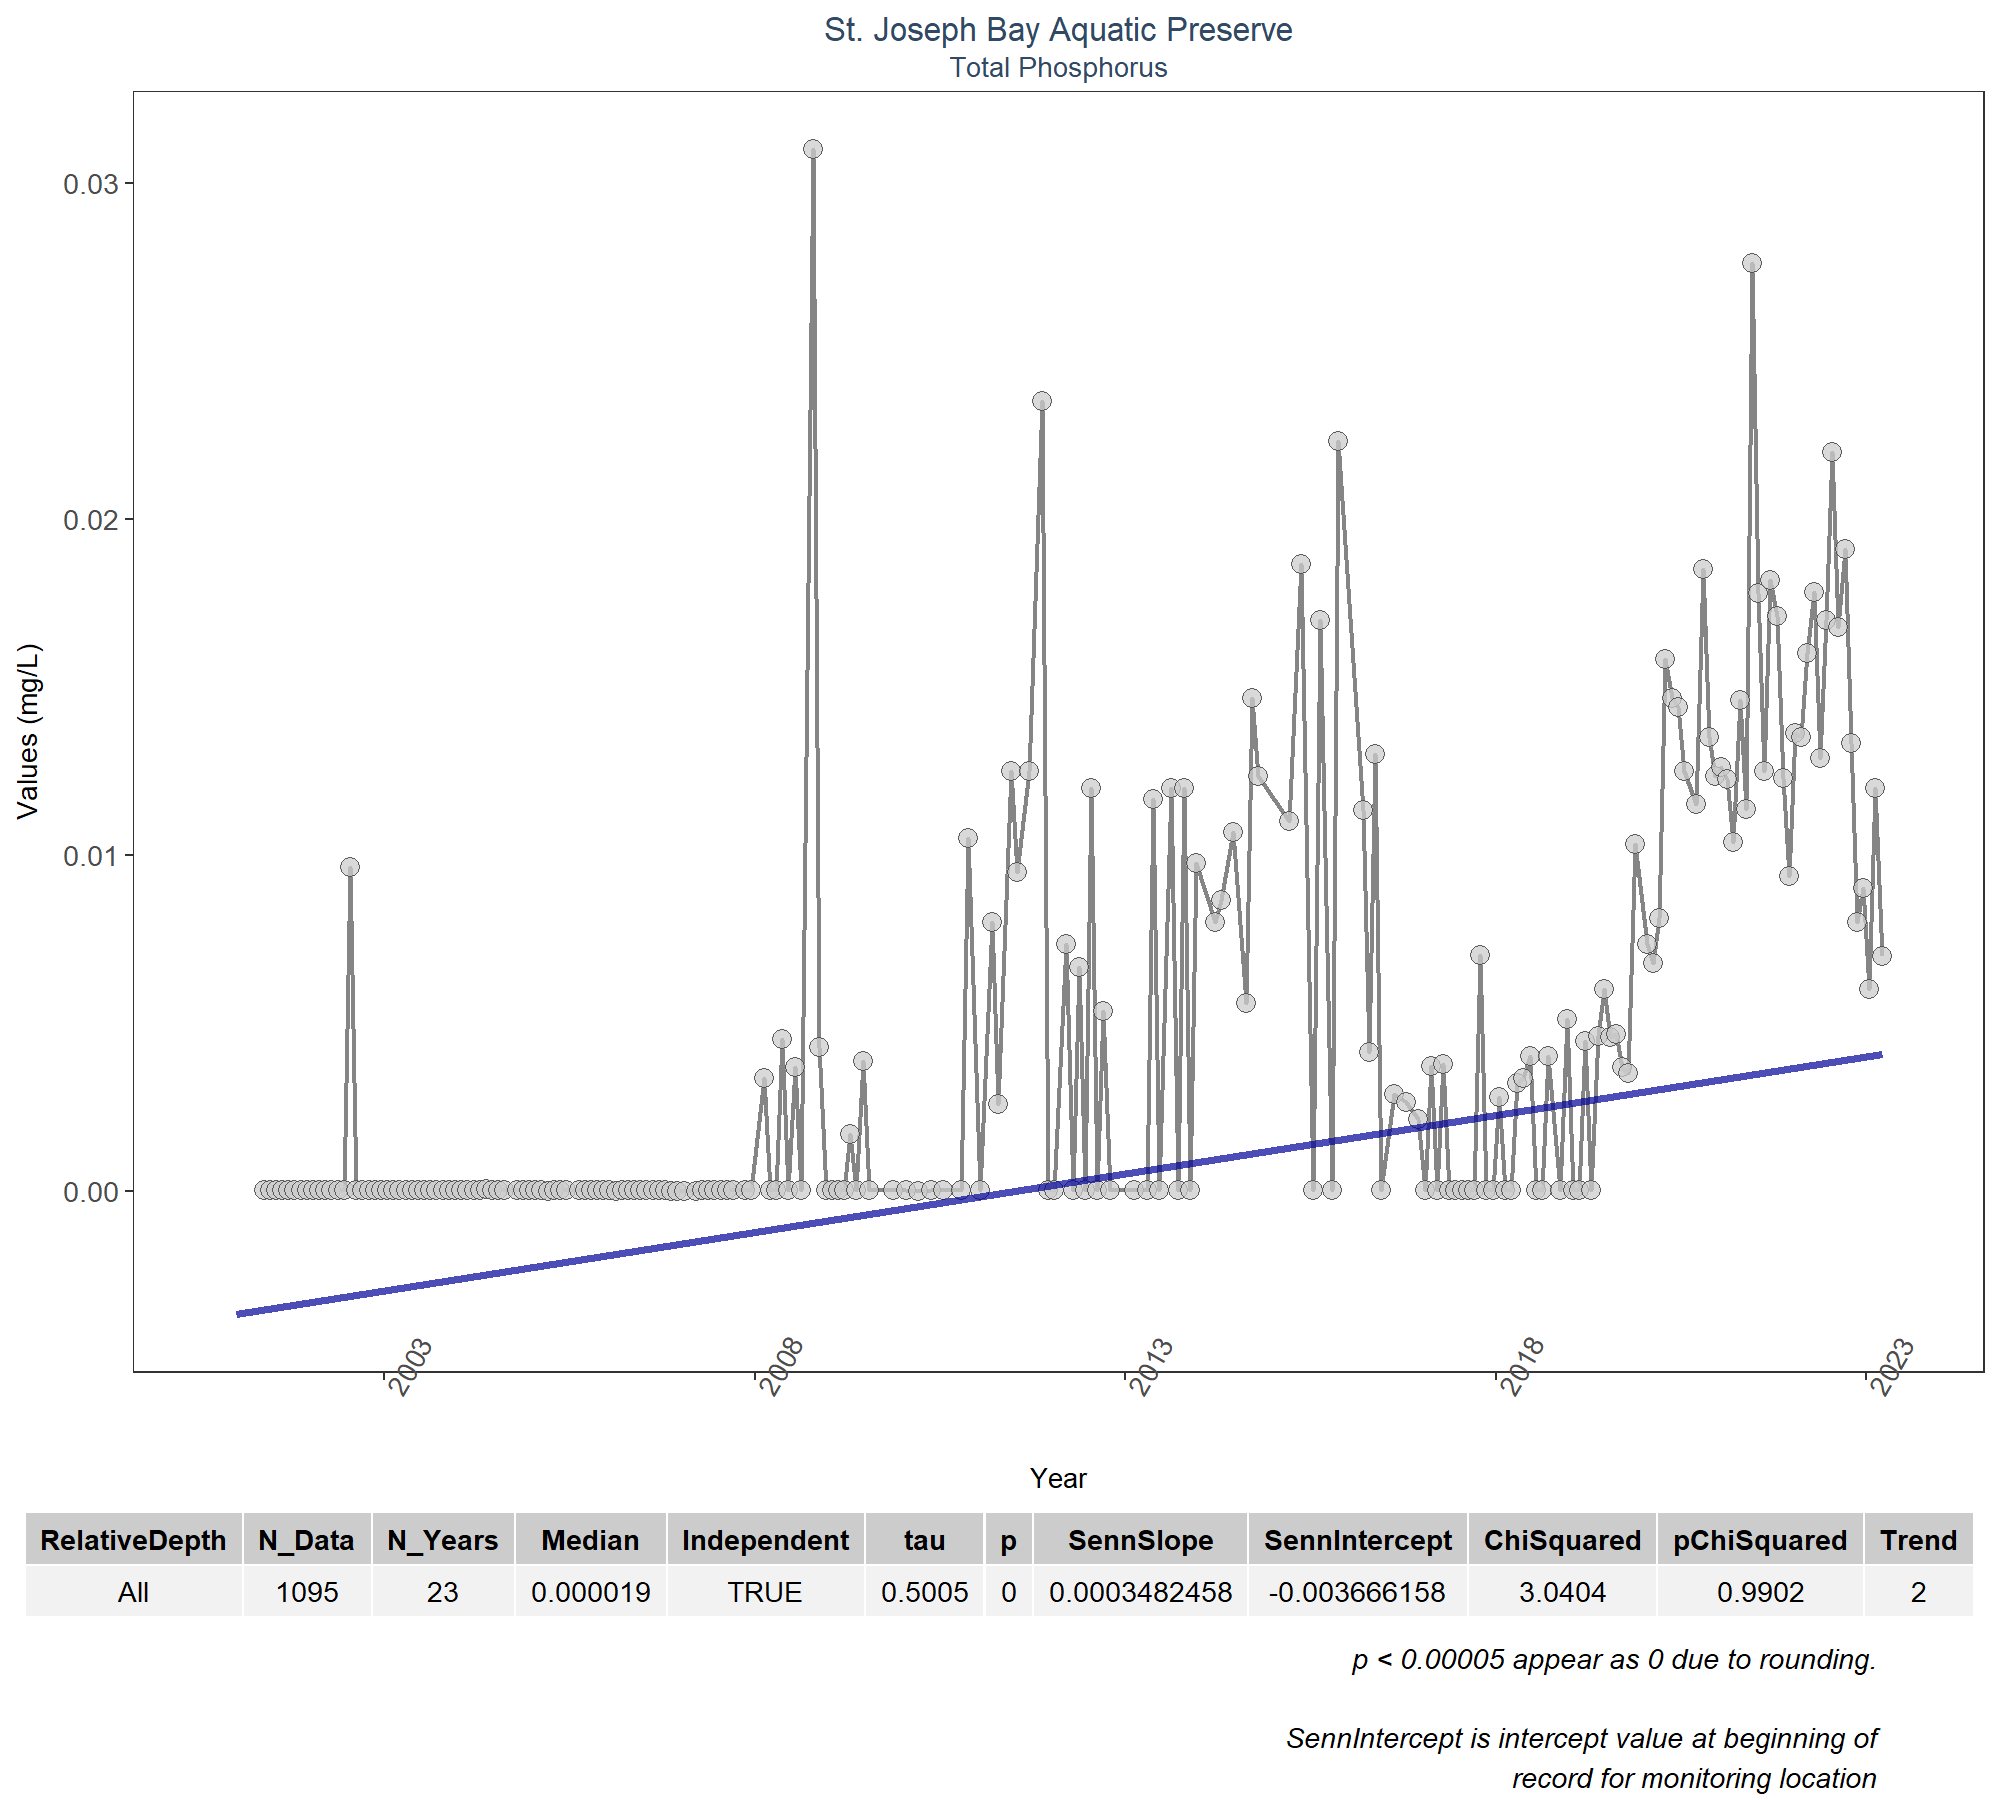 St. Joseph Bay Aquatic Preserve
Total Phosphorus
0.03
0.02
0.01
0.00
Values (mg/L)
2003 2008 2013 2018 2023
Year
RelativeDepth N_Data N_Years Median Independent tau p SennSlope SennIntercept ChiSquared pChiSquared Trend
All 1095 23 0.000019 TRUE 0.5005 0 0.0003482458 -0.003666158 3.0404 0.9902 2
p < 0.00005 appear as 0 due to rounding.
SennIntercept is intercept value at beginning of
record for monitoring location